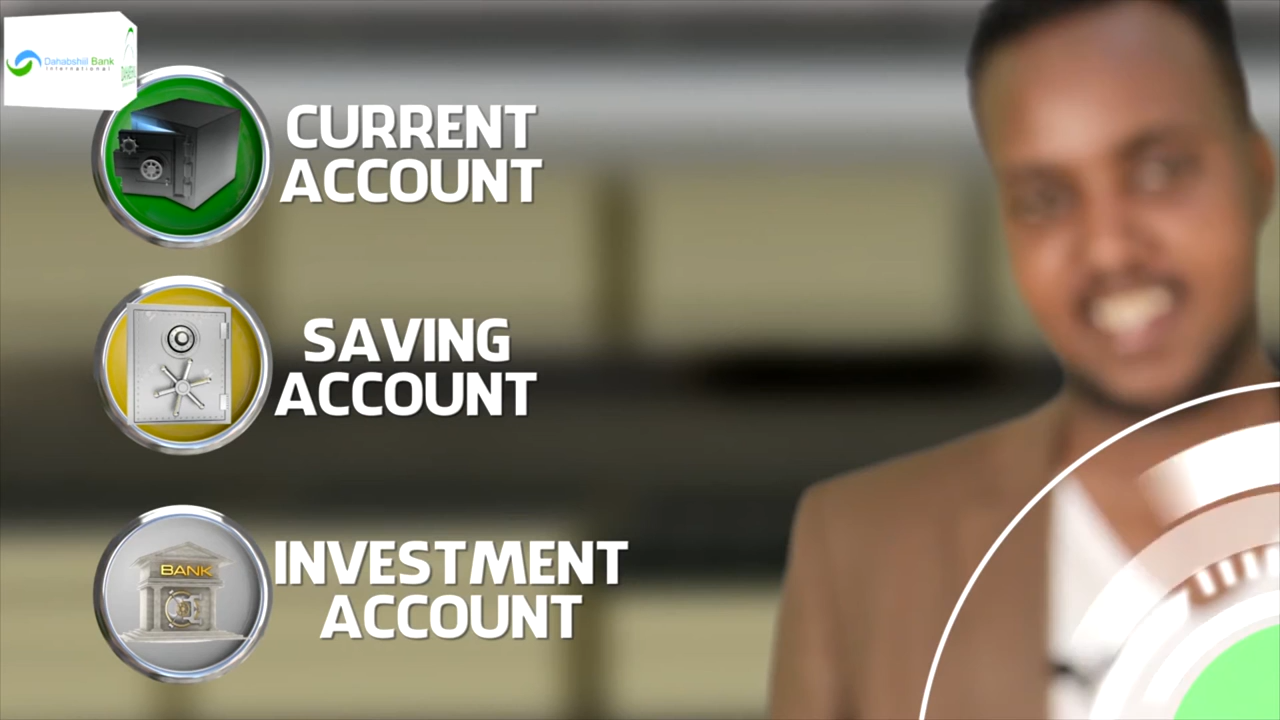 Dahabshiil Bank
International
CURRENT
ACCOUNT
SAVING
ACCOUNT
BANK
INVESTMENT
ACCOUNT